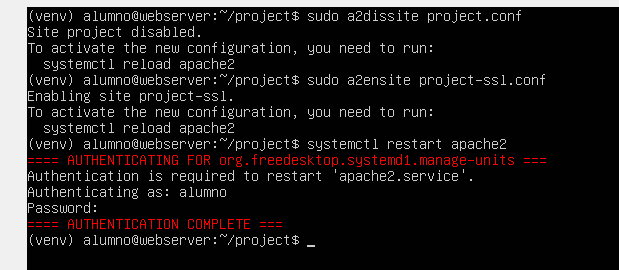 (venv) alumno@webserver:~/project$ sudo a2dissite project.conf
Site project disabled.
To activate the new configuration, you need to run:
  systemctl reload apache2
(venv) alumno@webserver:~/project$ sudo a2ensite project-ssl.conf
Enabling site project-ssl.
To activate the new configuration, you need to run:
  systemctl reload apache2
(venv) alumno@webserver:~/project$ systemctl restart apache2
==== AUTHENTICATING FOR org.freedesktop.systemd1.manage-units ===
Authentication is required to restart 'apache2.service'.
Authenticating as: alumno
Password:
==== AUTHENTICATION COMPLETE ===
(venv) alumno@webserver:~/project$ _